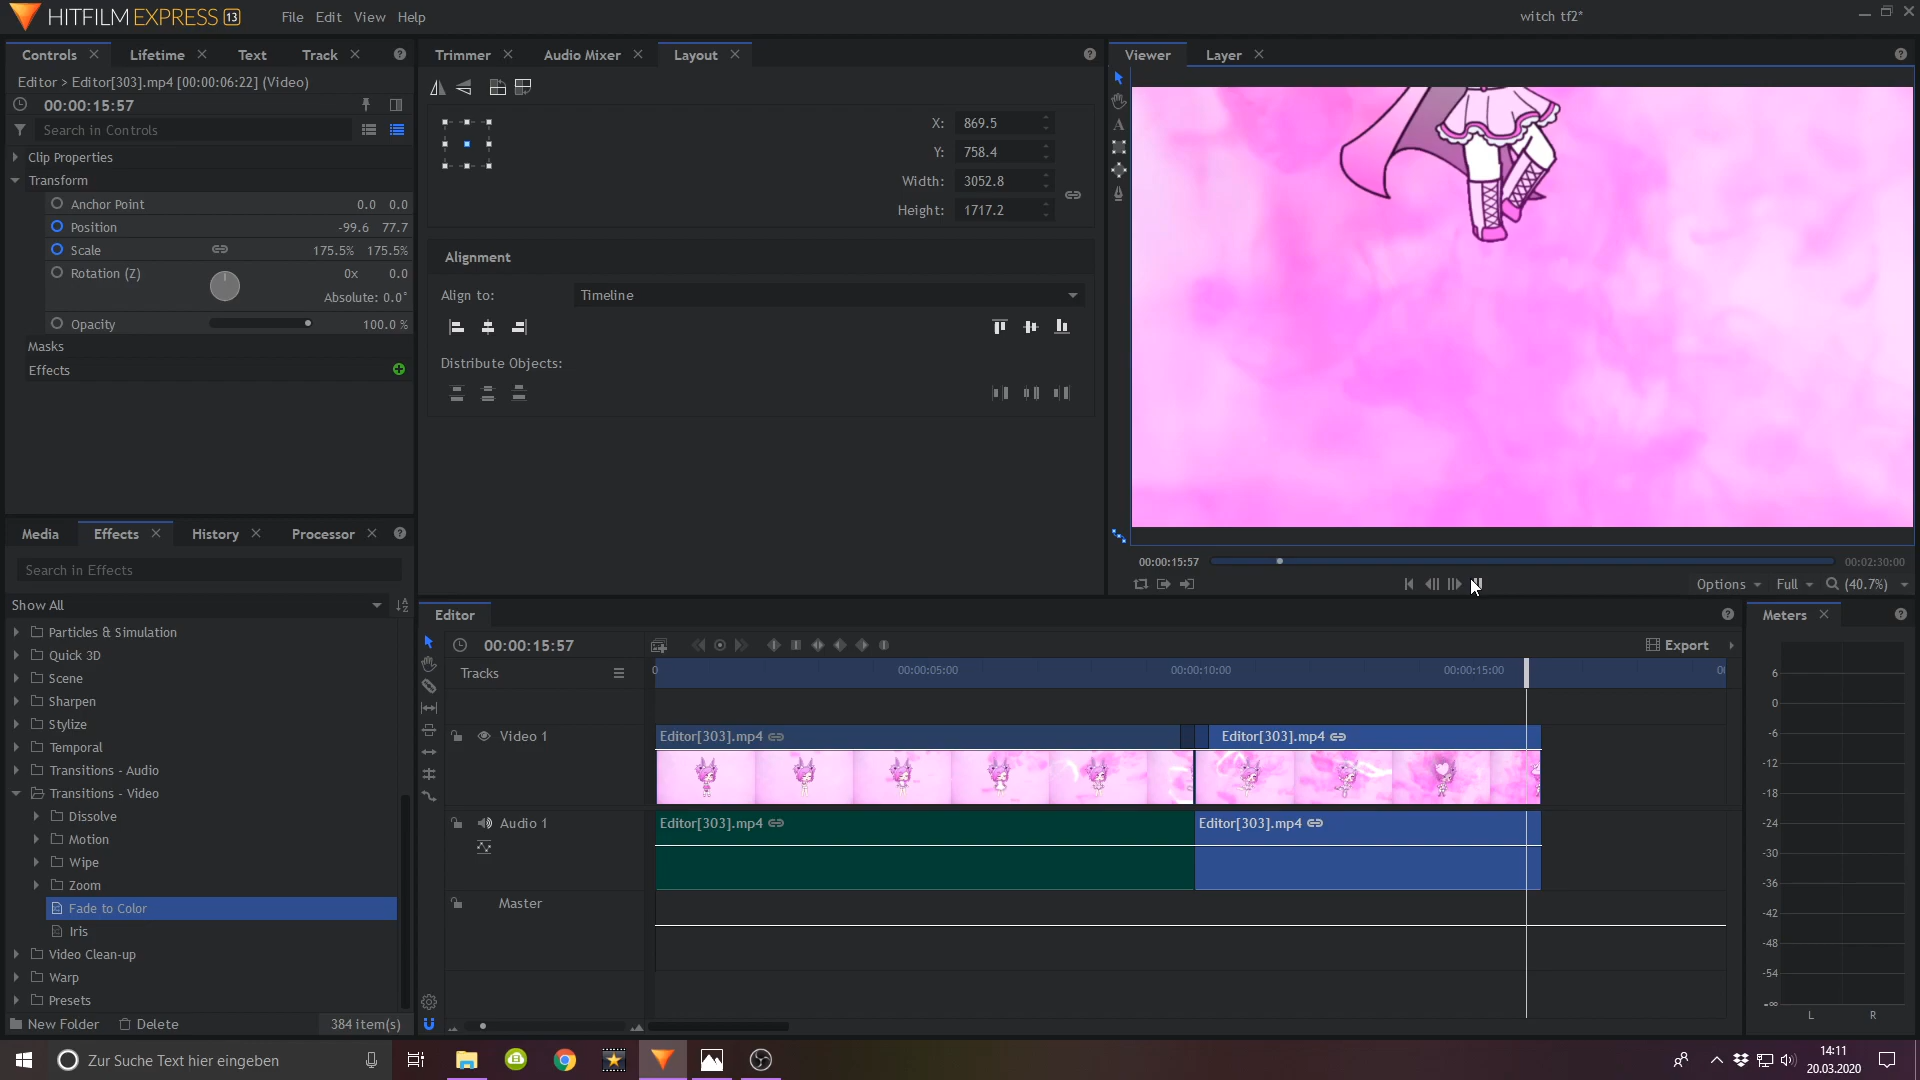 HITFILM EXPRESS 13
File Edit View Help
witch tf2*
Controls
Lifetime
Text
Track
Trimmer
Audio Mixer
Layout
Viewer
Layer
Editor > Editor[303].mp4 [00:00:06:22] (Video)
00:00:15:57
Search in Controls
Clip Properties
Transform
Anchor Point 0.0 0.0
Position -99.6 77.7
Scale 175.5% 175.5%
Rotation (Z) 0x 0.0
Absolute: 0.0°
Opacity 100.0 %
Masks
Effects
X: 869.5
Y: 758.4
Width: 3052.8
Height: 1717.2
Alignment
Align to: Timeline
Distribute Objects:
00:00:15:57
00:02:30:00
Options Full (40.7%)
Media
Effects
History
Processor
Search in Effects
Show All
Particles & Simulation
Quick 3D
Scene
Sharpen
Stylize
Temporal
Transitions - Audio
Transitions - Video
Dissolve
Motion
Wipe
Zoom
Fade to Color
Iris
Video Clean-up
Warp
Presets
New Folder Delete 384 item(s)
Editor
00:00:15:57
Export
Tracks
0 00:00:05:00 00:00:10:00 00:00:15:00
Video 1
Editor[303].mp4
Editor[303].mp4
Audio 1
Editor[303].mp4
Editor[303].mp4
Master
Meters
6
0
-6
-12
-18
-24
-30
-36
-42
-48
-54
-∞
L R
Zur Suche Text hier eingeben
14:11
20.03.2020